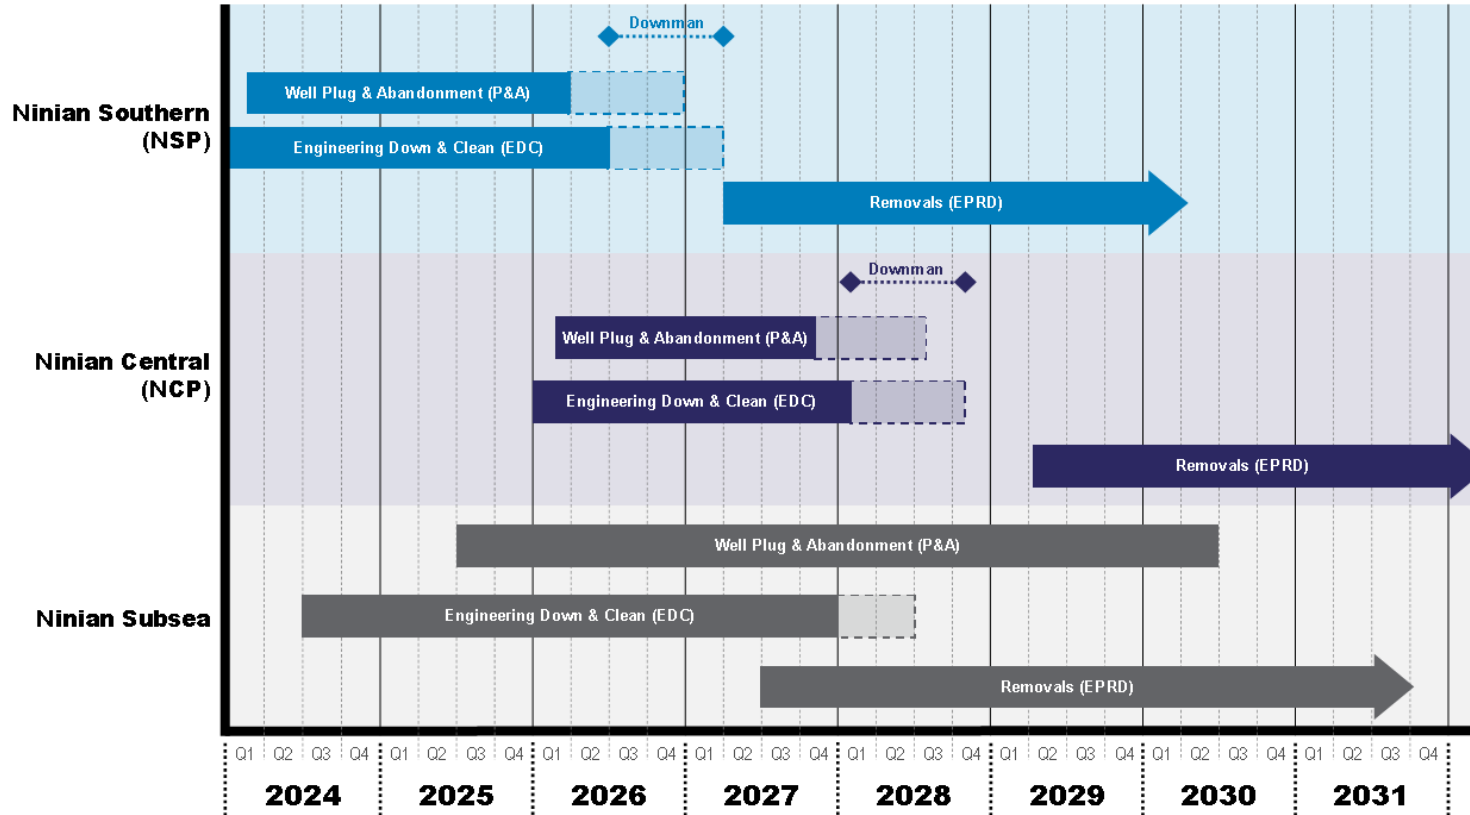 Downman
Ninian Southern
(NSP)
Well Plug & Abandonment (P&A)
Engineering Down & Clean (EDC)
Removals (EPRD)
Downman
Ninian Central
(NCP)
Well Plug & Abandonment (P&A)
Engineering Down & Clean (EDC)
Removals (EPRD)
Ninian Subsea
Well Plug & Abandonment (P&A)
Engineering Down & Clean (EDC)
Removals (EPRD)
Q1 Q2 Q3 Q4 Q1 Q2 Q3 Q4 Q1 Q2 Q3 Q4 Q1 Q2 Q3 Q4 Q1 Q2 Q3 Q4 Q1 Q2 Q3 Q4 Q1 Q2 Q3 Q4 Q1 Q2 Q3 Q4
2024 2025 2026 2027 2028 2029 2030 2031